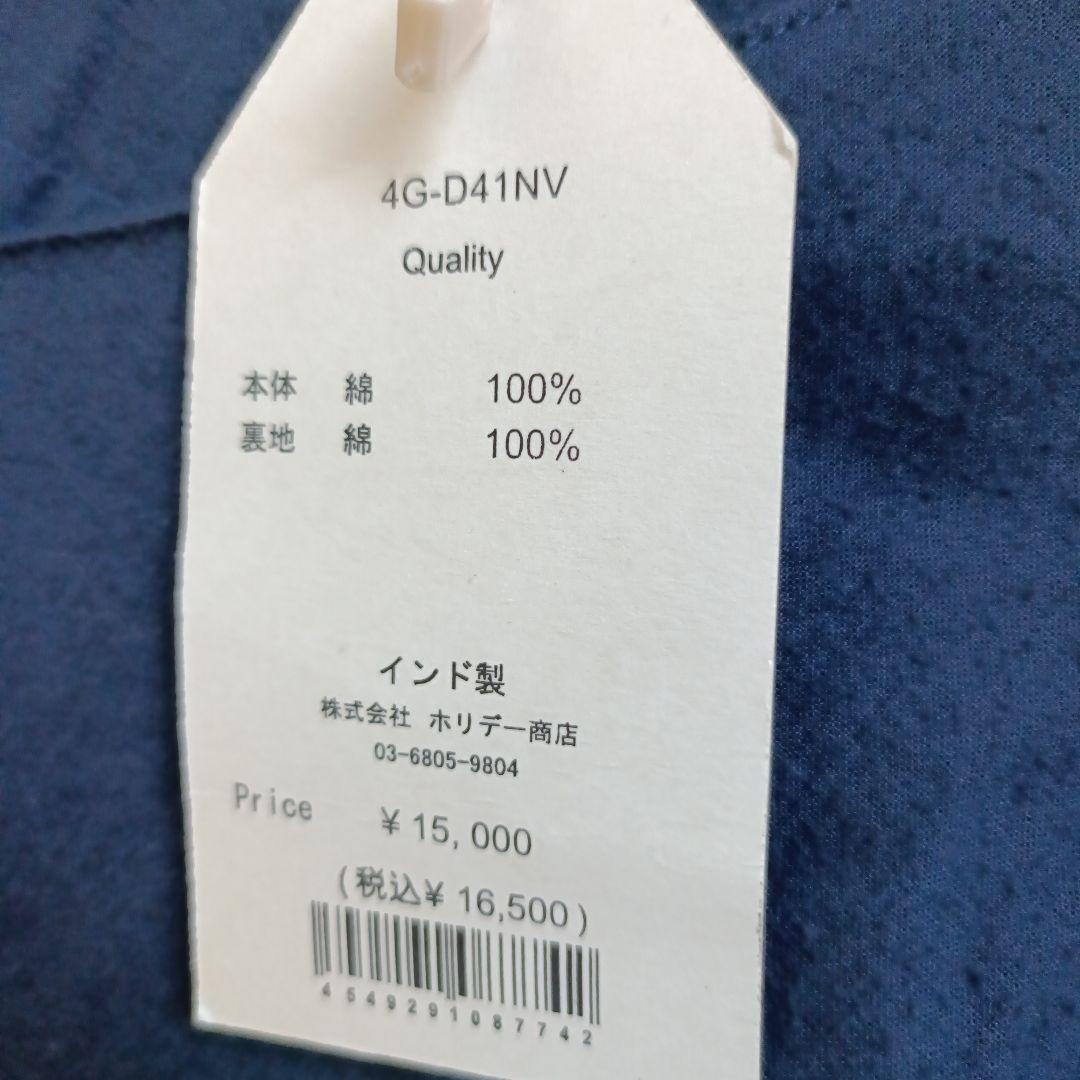 4G-D41NV
Quality
本体 綿 100%
裏地 綿 100%
インド製
株式会社 ホリデー商店
03-6805-9804
Price ¥ 15,000
(税込¥ 16,500)
4549291087742